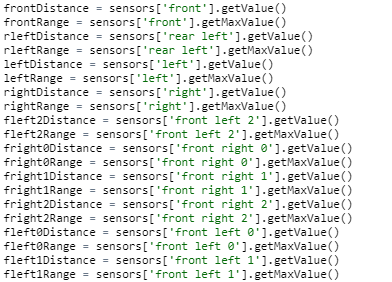 frontDistance = sensors['front'].getValue()
frontRange = sensors['front'].getMaxValue()
rleftDistance = sensors['rear left'].getValue()
rleftRange = sensors['rear left'].getMaxValue()
leftDistance = sensors['left'].getValue()
leftRange = sensors['left'].getMaxValue()
rightDistance = sensors['right'].getValue()
rightRange = sensors['right'].getMaxValue()
fleft2Distance = sensors['front left 2'].getValue()
fleft2Range = sensors['front left 2'].getMaxValue()
fright0Distance = sensors['front right 0'].getValue()
fright0Range = sensors['front right 0'].getMaxValue()
fright1Distance = sensors['front right 1'].getValue()
fright1Range = sensors['front right 1'].getMaxValue()
fright2Distance = sensors['front right 2'].getValue()
fright2Range = sensors['front right 2'].getMaxValue()
fleft0Distance = sensors['front left 0'].getValue()
fleft0Range = sensors['front left 0'].getMaxValue()
fleft1Distance = sensors['front left 1'].getValue()
fleft1Range = sensors['front left 1'].getMaxValue()